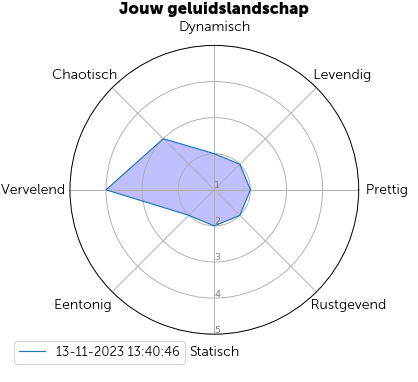 Jouw geluidslandschap
Dynamisch
Chaotisch
Levendig
Vervelend
1
Prettig
2
3
4
Eentonig
Rustgevend
5
13-11-2023 13:40:46
Statisch